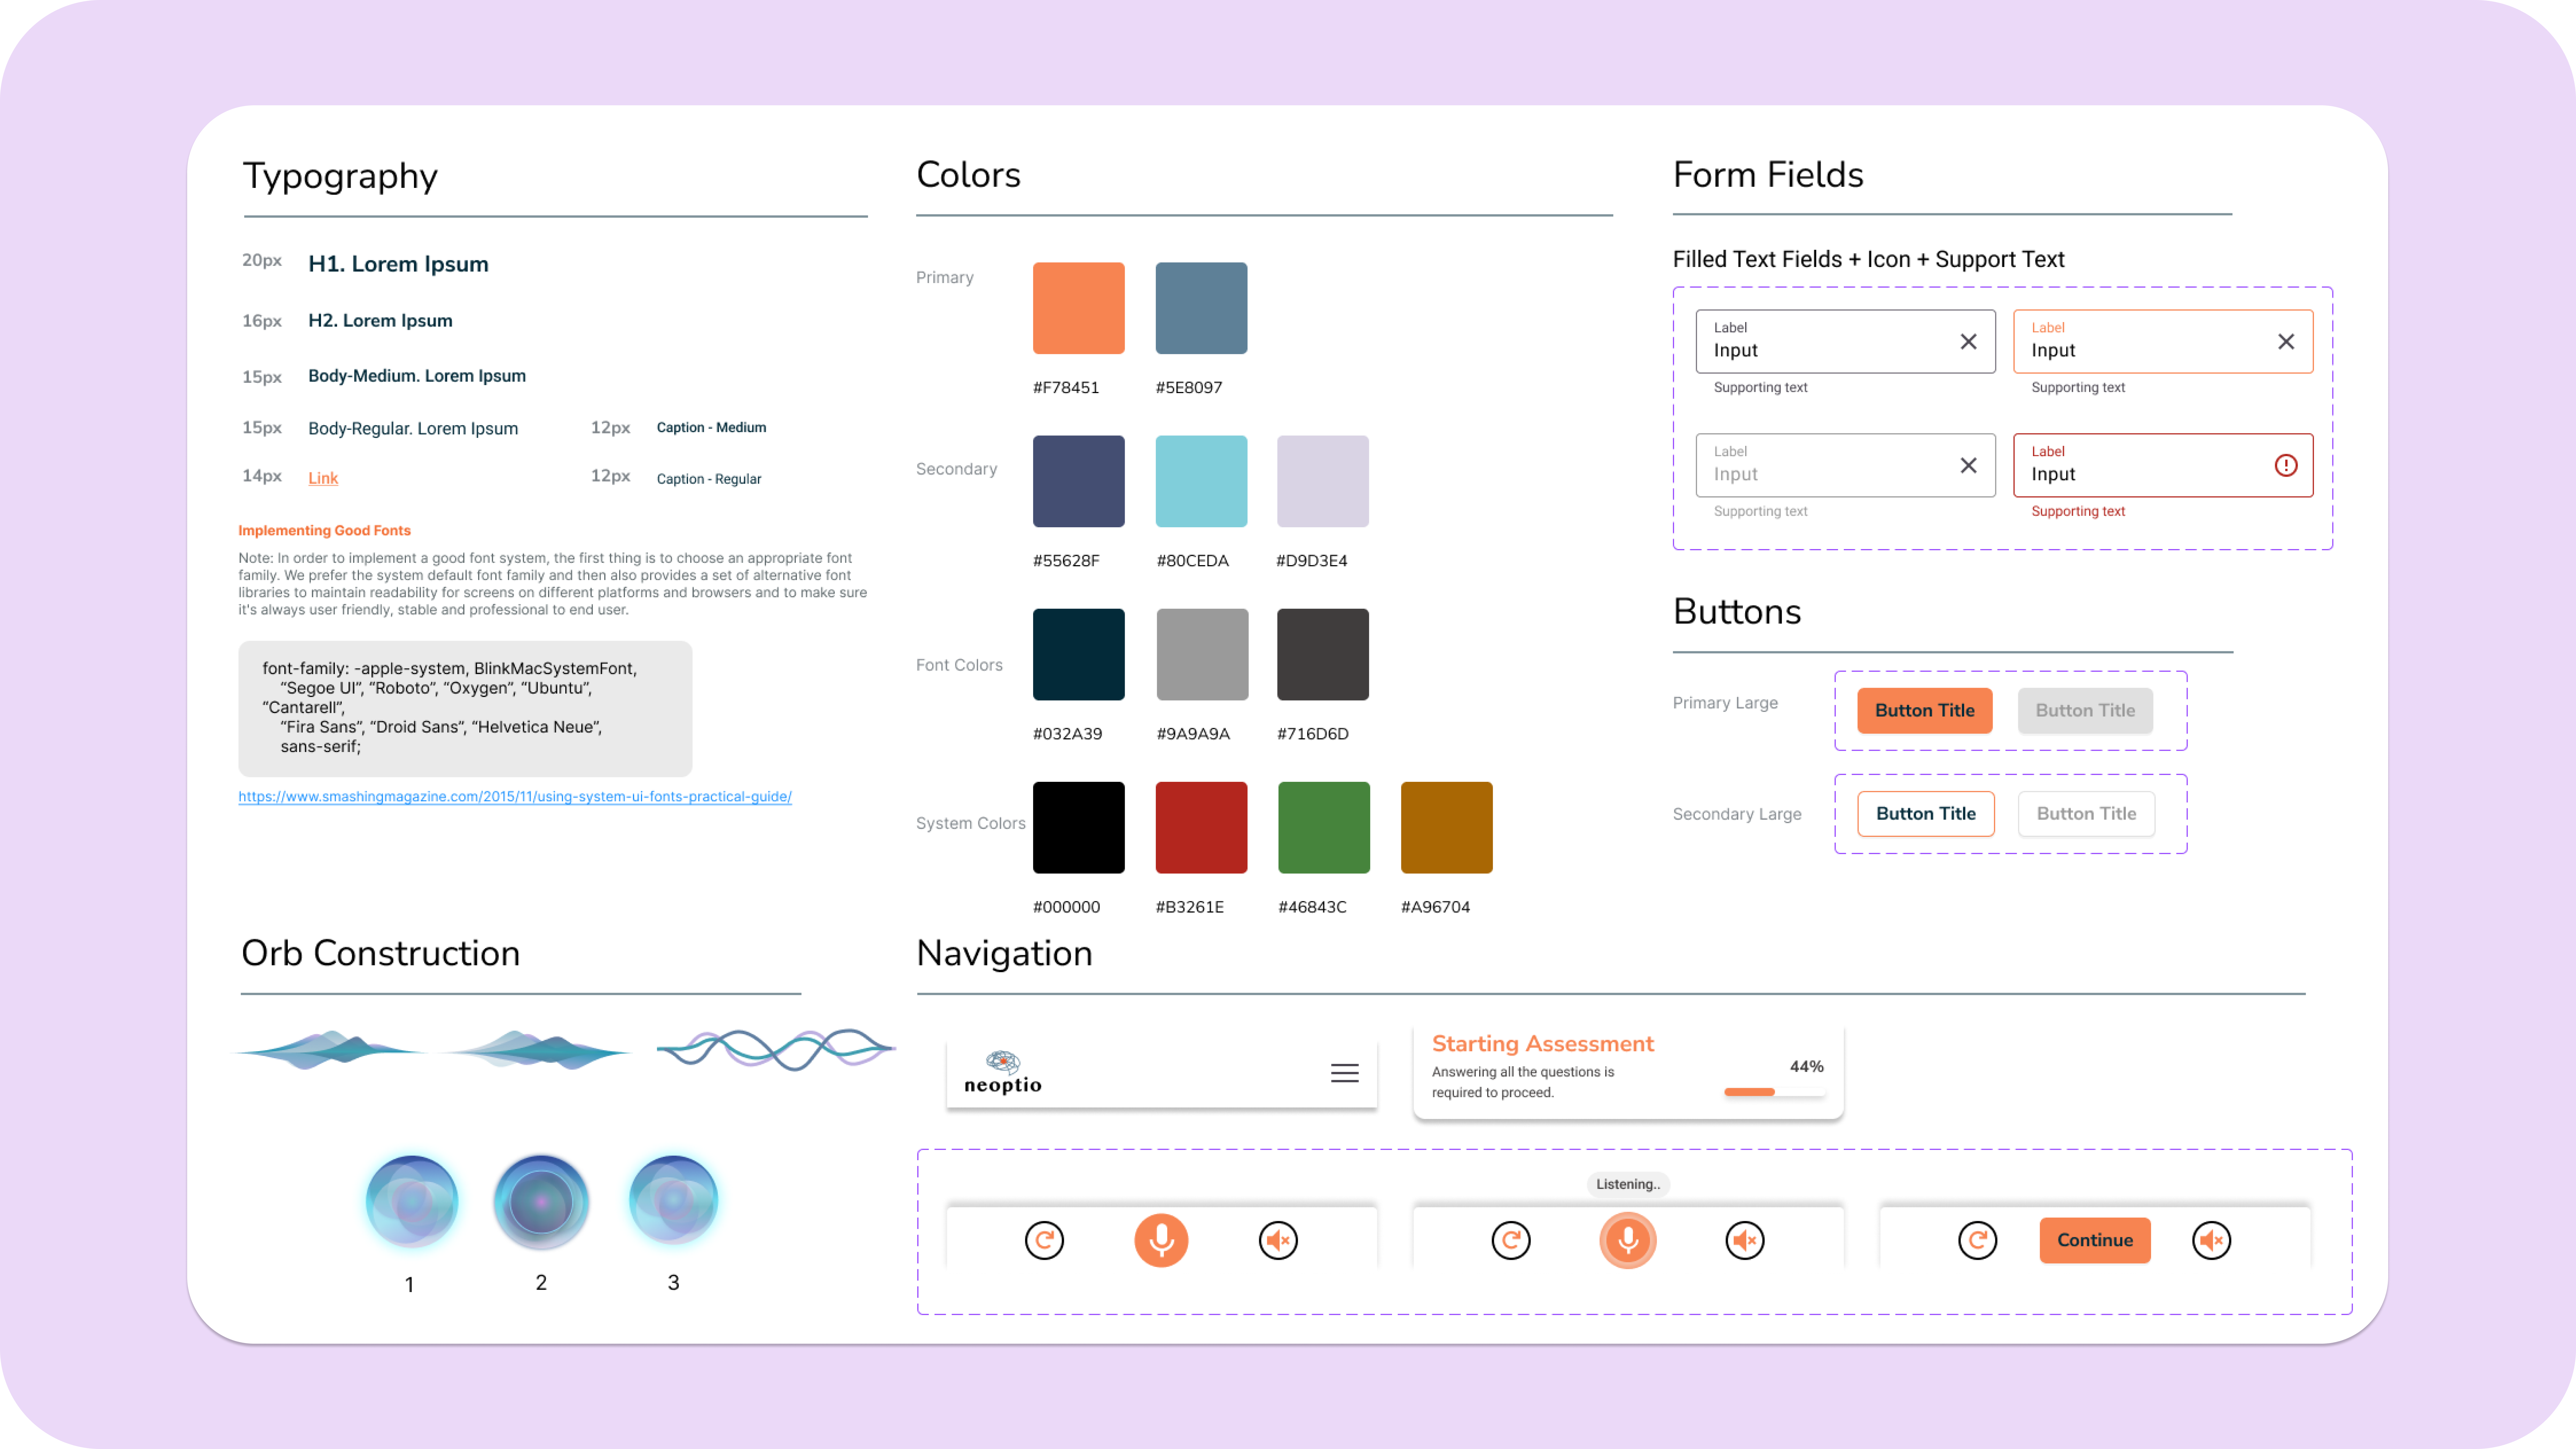 Typography
20px H1. Lorem Ipsum
16px H2. Lorem Ipsum
15px Body-Medium. Lorem Ipsum
15px Body-Regular. Lorem Ipsum 12px Caption - Medium
14px Link 12px Caption - Regular
Implementing Good Fonts
Note: In order to implement a good font system, the first thing is to choose an appropriate font
family. We prefer the system default font family and then also provides a set of alternative font
libraries to maintain readability for screens on different platforms and browsers and to make sure
it's always user friendly, stable and professional to end user.
font-family: -apple-system, BlinkMacSystemFont,
“Segoe UI”, “Roboto”, “Oxygen”, “Ubuntu”,
“Cantarell”,
“Fira Sans”, “Droid Sans”, “Helvetica Neue”,
sans-serif;
https://www.smashingmagazine.com/2015/11/using-system-ui-fonts-practical-guide/
Colors
Primary
#F78451 #5E8097
Secondary
#55628F #80CEDA #D9D3E4
Font Colors
#032A39 #9A9A9A #716D6D
System Colors
#000000 #B3261E #46843C #A96704
Form Fields
Filled Text Fields + Icon + Support Text
Label
Input
Supporting text
Label
Input
Supporting text
Label
Input
Supporting text
Label
Input
Supporting text
Buttons
Primary Large Button Title Button Title
Secondary Large Button Title Button Title
Orb Construction
1 2 3
Navigation
neoptio
Starting Assessment
Answering all the questions is
required to proceed.
44%
Listening..
Continue